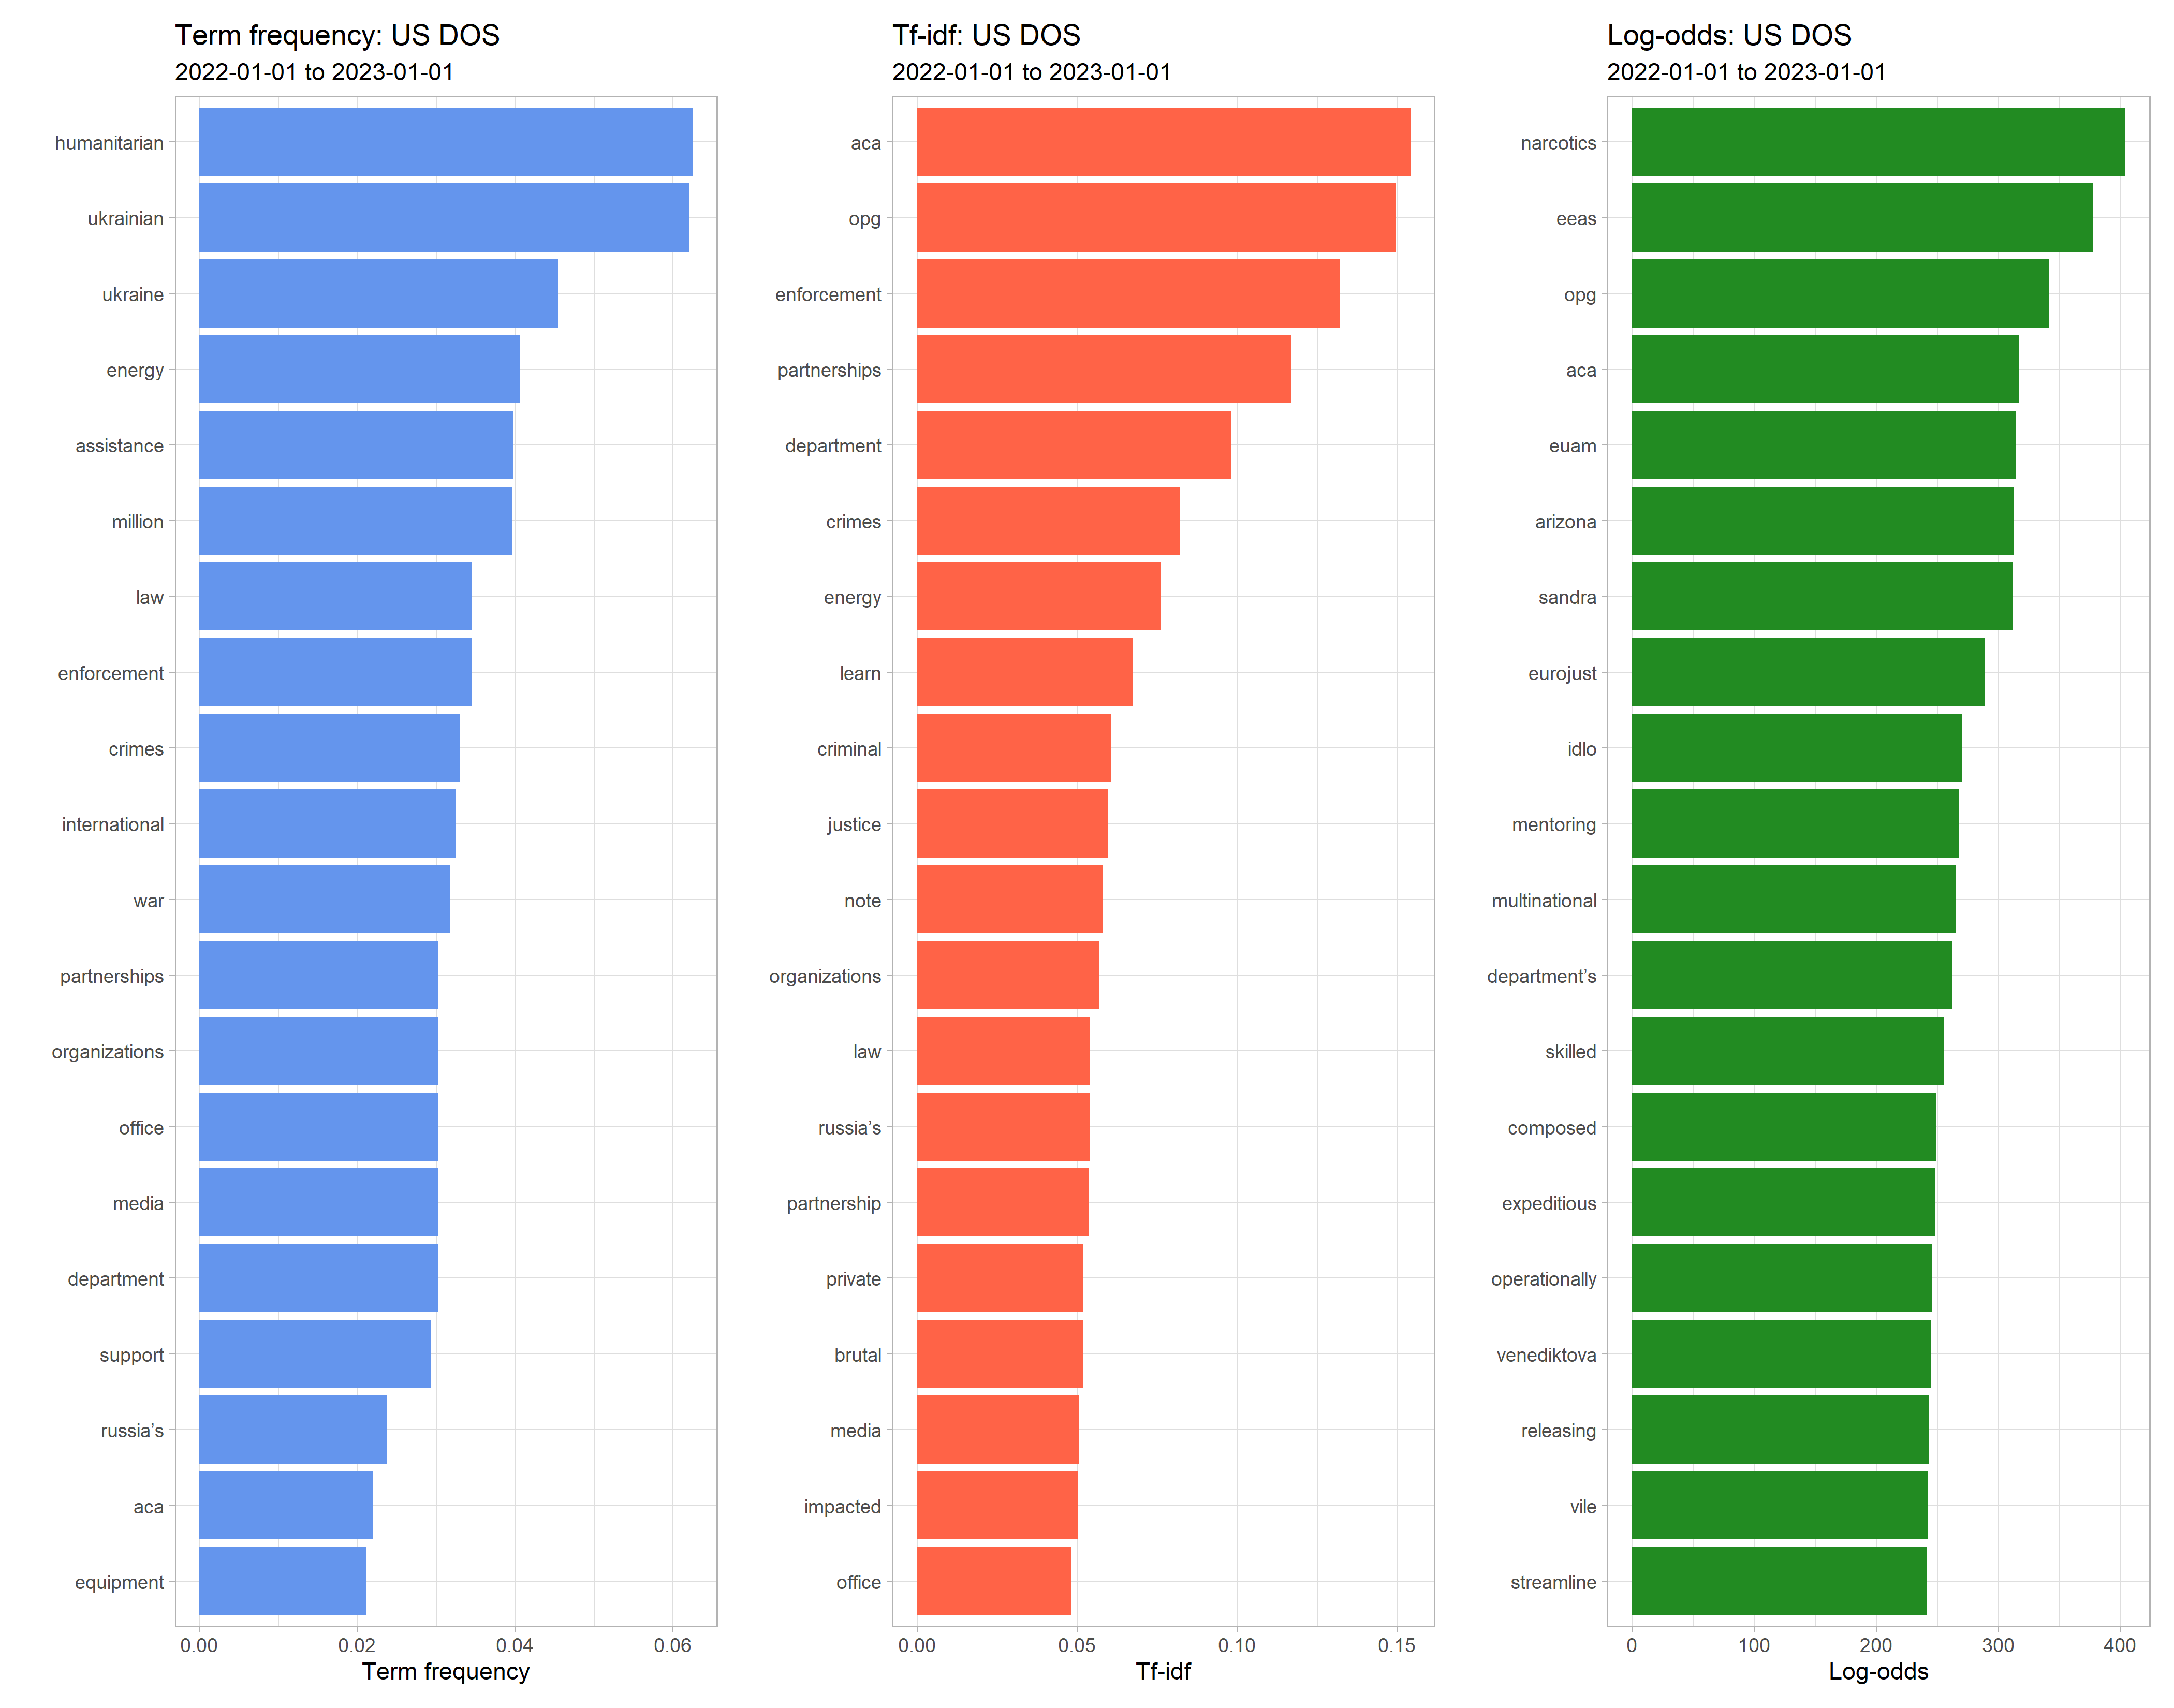 Term frequency: US DOS
2022-01-01 to 2023-01-01
humanitarian
ukrainian
ukraine
energy
assistance
million
law
enforcement
crimes
international
war
partnerships
organizations
office
media
department
support
russia’s
aca
equipment
0.00 0.02 0.04 0.06
Term frequency
Tf-idf: US DOS
2022-01-01 to 2023-01-01
aca
opg
enforcement
partnerships
department
crimes
energy
learn
criminal
justice
note
organizations
law
russia’s
partnership
private
brutal
media
impacted
office
0.00 0.05 0.10 0.15
Tf-idf
Log-odds: US DOS
2022-01-01 to 2023-01-01
narcotics
eeas
opg
aca
euam
arizona
sandra
eurojust
idlo
mentoring
multinational
department’s
skilled
composed
expeditious
operationally
venediktova
releasing
vile
streamline
0 100 200 300 400
Log-odds